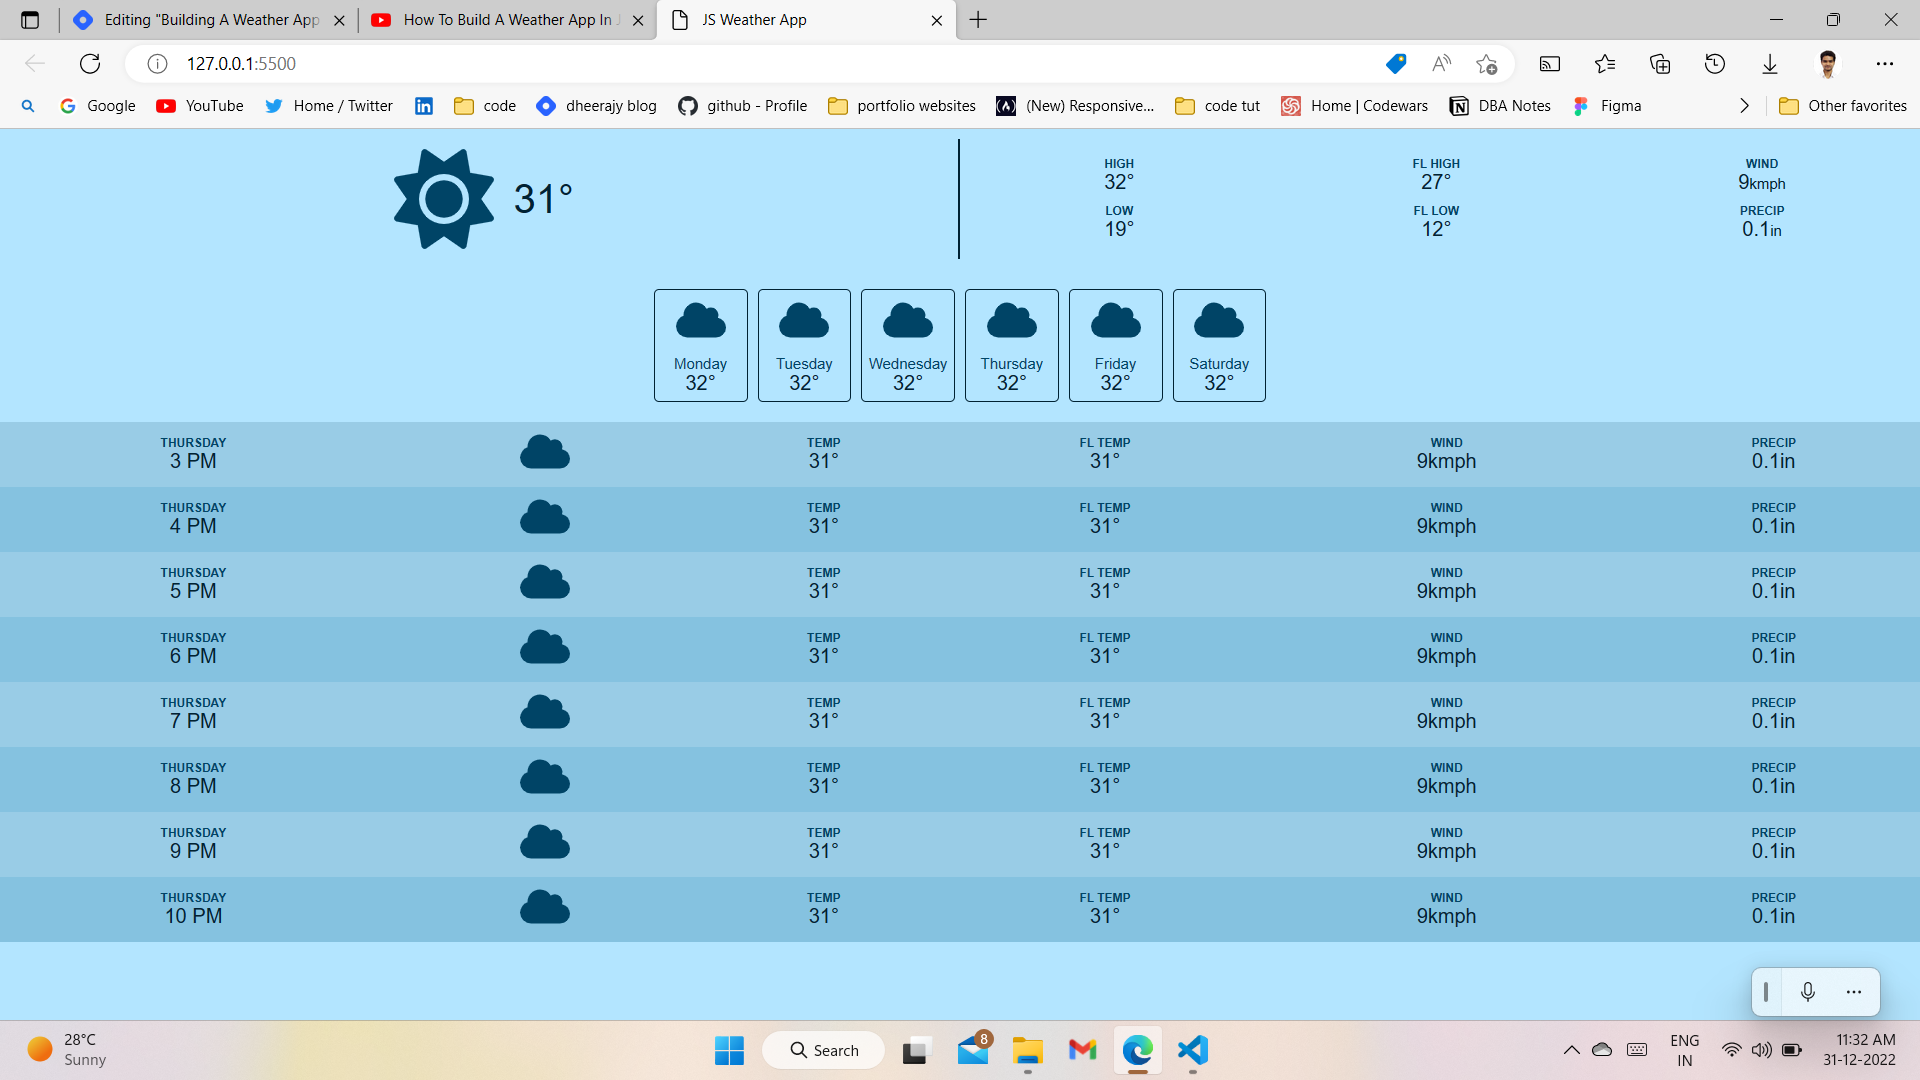 Editing "Building A Weather App
How To Build A Weather App In J
JS Weather App
127.0.0.1:5500
Google
YouTube
Home / Twitter
code
dheerajy blog
github - Profile
portfolio websites
(New) Responsive...
code tut
Home | Codewars
DBA Notes
Figma
Other favorites
31°
HIGH
32°
FL HIGH
27°
WIND
9kmph
LOW
19°
FL LOW
12°
PRECIP
0.1in
Monday
32°
Tuesday
32°
Wednesday
32°
Thursday
32°
Friday
32°
Saturday
32°
THURSDAY TEMP FL TEMP WIND PRECIP
3 PM 31° 31° 9kmph 0.1in
THURSDAY TEMP FL TEMP WIND PRECIP
4 PM 31° 31° 9kmph 0.1in
THURSDAY TEMP FL TEMP WIND PRECIP
5 PM 31° 31° 9kmph 0.1in
THURSDAY TEMP FL TEMP WIND PRECIP
6 PM 31° 31° 9kmph 0.1in
THURSDAY TEMP FL TEMP WIND PRECIP
7 PM 31° 31° 9kmph 0.1in
THURSDAY TEMP FL TEMP WIND PRECIP
8 PM 31° 31° 9kmph 0.1in
THURSDAY TEMP FL TEMP WIND PRECIP
9 PM 31° 31° 9kmph 0.1in
THURSDAY TEMP FL TEMP WIND PRECIP
10 PM 31° 31° 9kmph 0.1in
28°C
Sunny
Search
8
ENG
IN
11:32 AM
31-12-2022